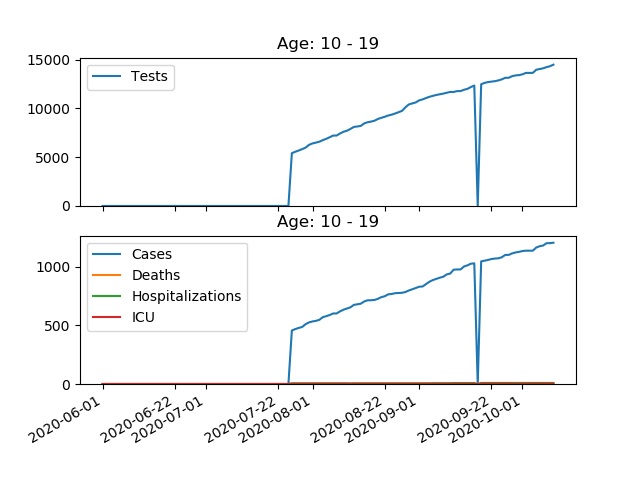 Age: 10 - 19
15000
10000
5000
0
Tests
Age: 10 - 19
1000
500
0
Cases
Deaths
Hospitalizations
ICU
2020-06-01
2020-06-22
2020-07-01
2020-07-22
2020-08-01
2020-08-22
2020-09-01
2020-09-22
2020-10-01